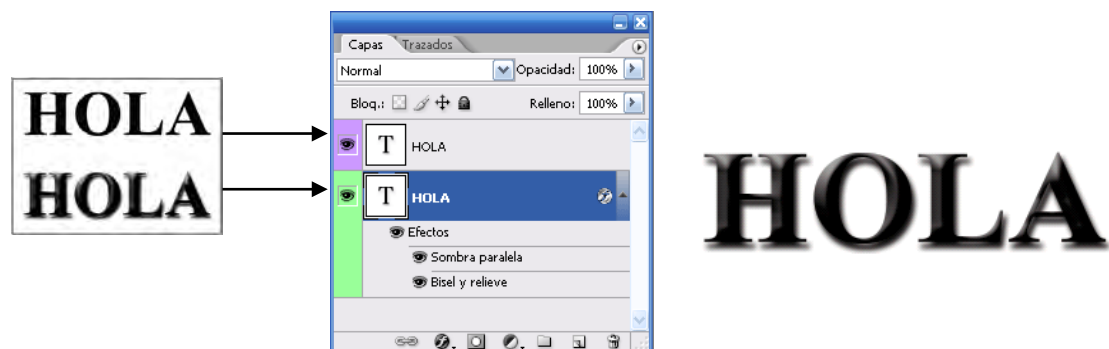 HOLA
HOLA
Capas Trazados
Normal Opacidad: 100%
Bloq.: Relleno: 100%
T HOLA
T HOLA
Efectos
Sombra paralela
Bisel y relieve
HOLA